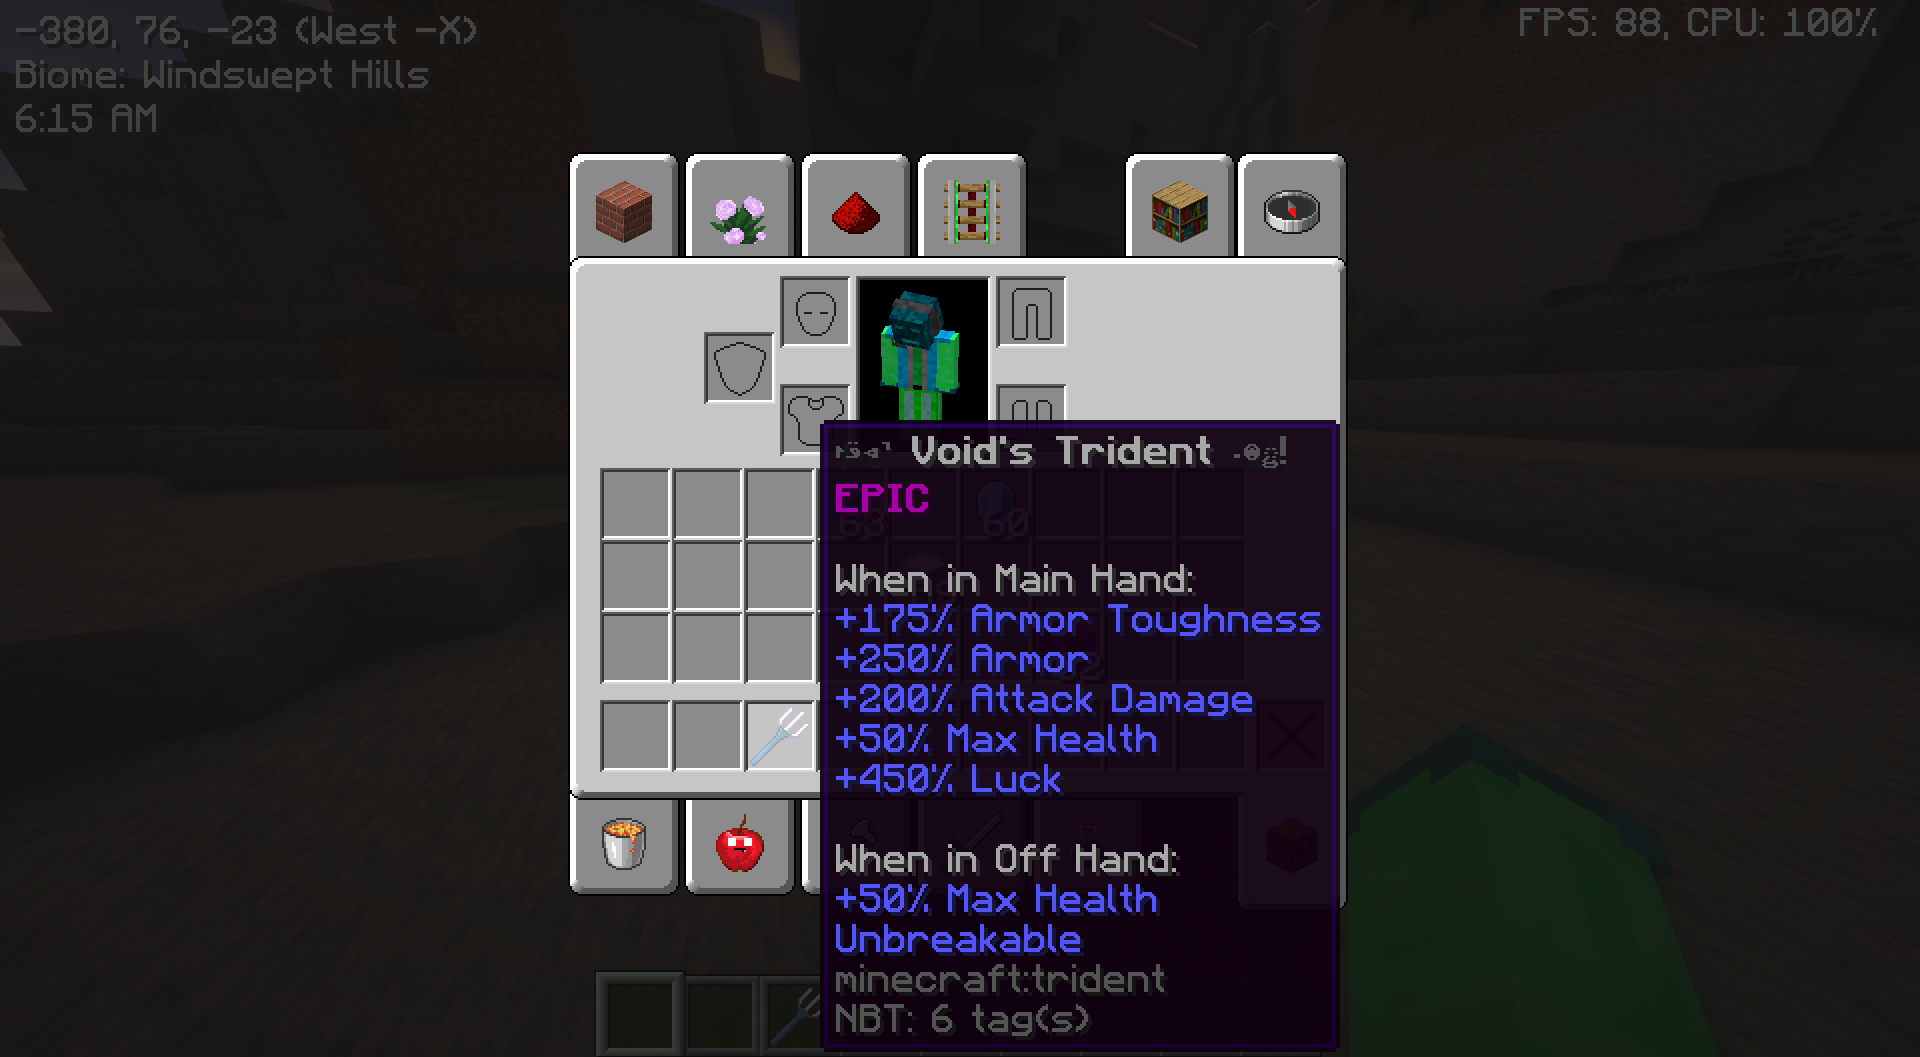 -380, 76, -23 (West -X)
Biome: Windswept Hills
6:15 AM
FPS: 88, CPU: 100%
Void's Trident
EPIC
63
60
When in Main Hand:
+175% Armor Toughness
+250% Armor
+200% Attack Damage
+50% Max Health
+450% Luck
When in Off Hand:
+50% Max Health
Unbreakable
minecraft:trident
NBT: 6 tag(s)